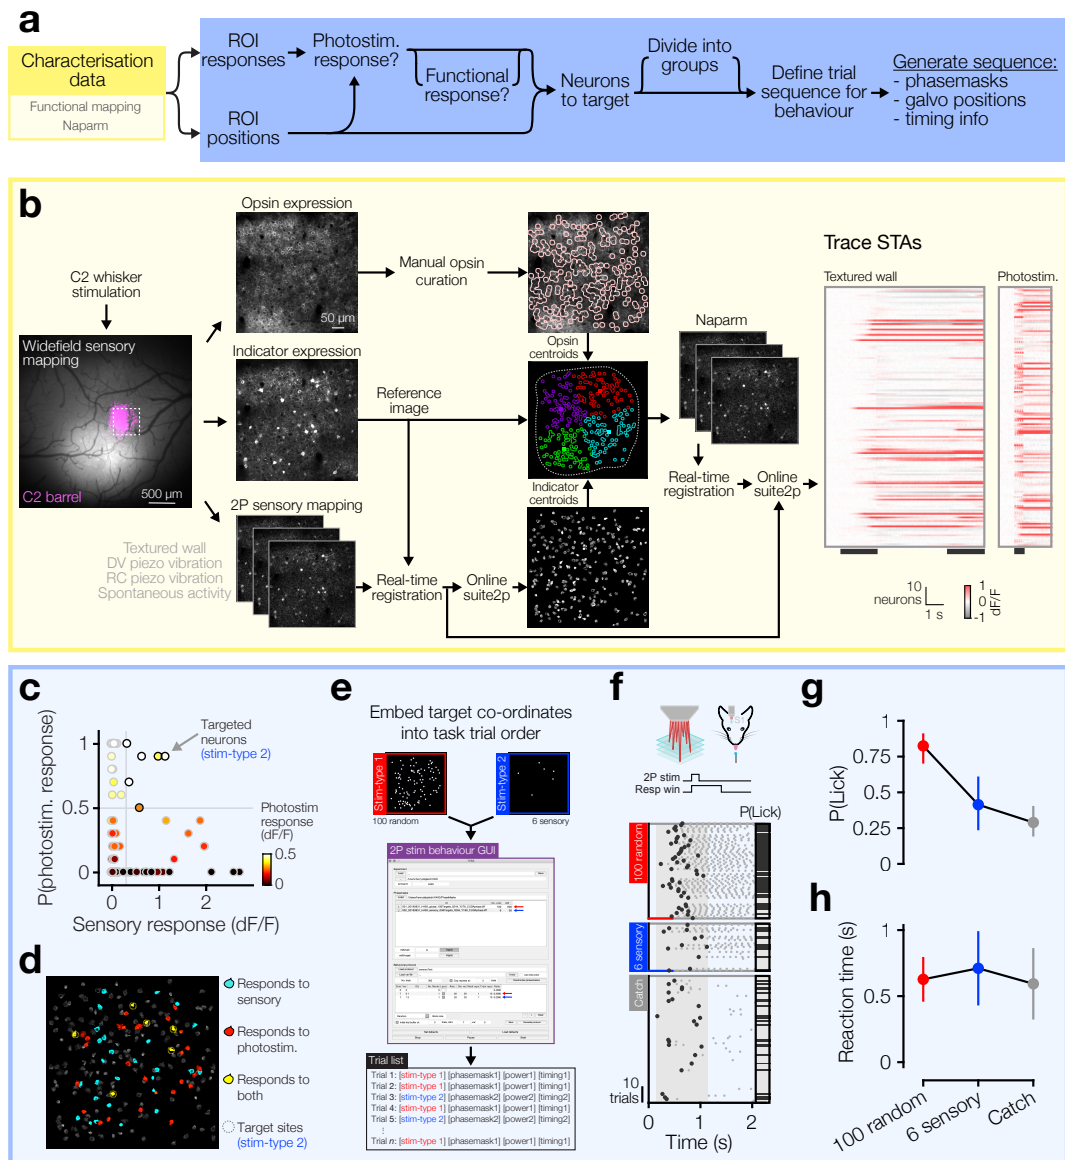 a
Characterisation
data
Functional mapping
Naparm
ROI
responses
ROI
positions
Photostim.
response?
Functional
response?
Neurons
to target
Divide into
groups
Define trial
sequence for
behaviour
Generate sequence:
- phasemasks
- galvo positions
- timing info
b
C2 whisker
stimulation
Widefield sensory
mapping
C2 barrel
500 µm
Opsin expression
50 µm
Manual opsin
curation
Indicator expression
Reference
image
2P sensory mapping
Textured wall
DV piezo vibration
RC piezo vibration
Spontaneous activity
Real-time
registration
Online
suite2p
Opsin
centroids
Indicator
centroids
Naparm
Real-time
registration
Online
suite2p
Trace STAs
Textured wall
Photostim.
10
neurons
1 s
1
0
-1
dF/F
c
P(photostim. response)
1
0.5
0
Targeted
neurons
(stim-type 2)
Photostim
response
(dF/F)
0.5
0
0
1
2
Sensory response (dF/F)
d
Responds to
sensory
Responds to
photostim.
Responds to
both
Target sites
(stim-type 2)
e
Embed target co-ordinates
into task trial order
Stim-type 1
100 random
Stim-type 2
6 sensory
2P stim behaviour GUI
Trial list
Trial 1: [stim-type 1] [phasemask1] [power1] [timing1]
Trial 2: [stim-type 1] [phasemask1] [power1] [timing1]
Trial 3: [stim-type 2] [phasemask2] [power2] [timing2]
Trial 4: [stim-type 1] [phasemask1] [power1] [timing1]
Trial 5: [stim-type 2] [phasemask2] [power2] [timing2]
⋮
Trial n: [stim-type 1] [phasemask1] [power1] [timing1]
f
S1
2P stim
Resp win
P(Lick)
100 random
6 sensory
Catch
10
trials
0
1
2
Time (s)
g
P(Lick)
1
0.75
0.5
0.25
0
h
Reaction time (s)
1
0.5
0
100 random
6 sensory
Catch